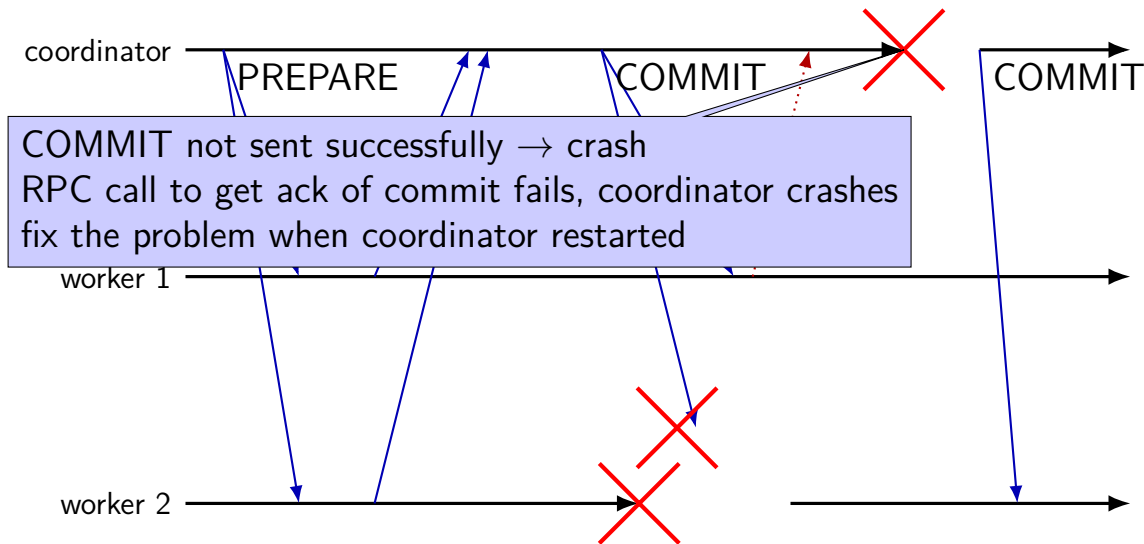 coordinator
PREPARE
COMMIT
COMMIT
COMMIT not sent successfully → crash
RPC call to get ack of commit fails, coordinator crashes
fix the problem when coordinator restarted
worker 1
worker 2